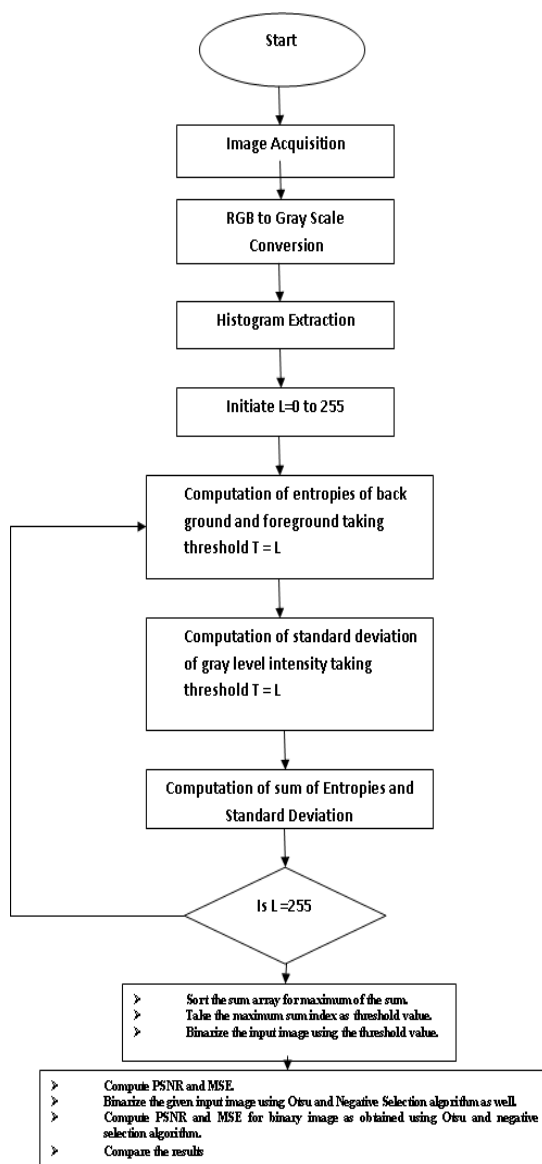 Start
Image Acquisition
RGB to Gray Scale
Conversion
Histogram Extraction
Initiate L=0 to 255
Computation of entropies of back
ground and foreground taking
threshold T = L
Computation of standard deviation
of gray level intensity taking
threshold T = L
Computation of sum of Entropies and
Standard Deviation
Is L =255
➢ Sort the sum array for maximum of the sum.
➢ Take the maximum sum index as threshold value.
➢ Binarize the input image using the threshold value.
➢ Compute PSNR and MSE.
➢ Binarize the given input image using Otsu and Negative Selection algorithm as well.
➢ Compute PSNR and MSE for binary image as obtained using Otsu and negative
selection algorithm.
➢ Compare the results